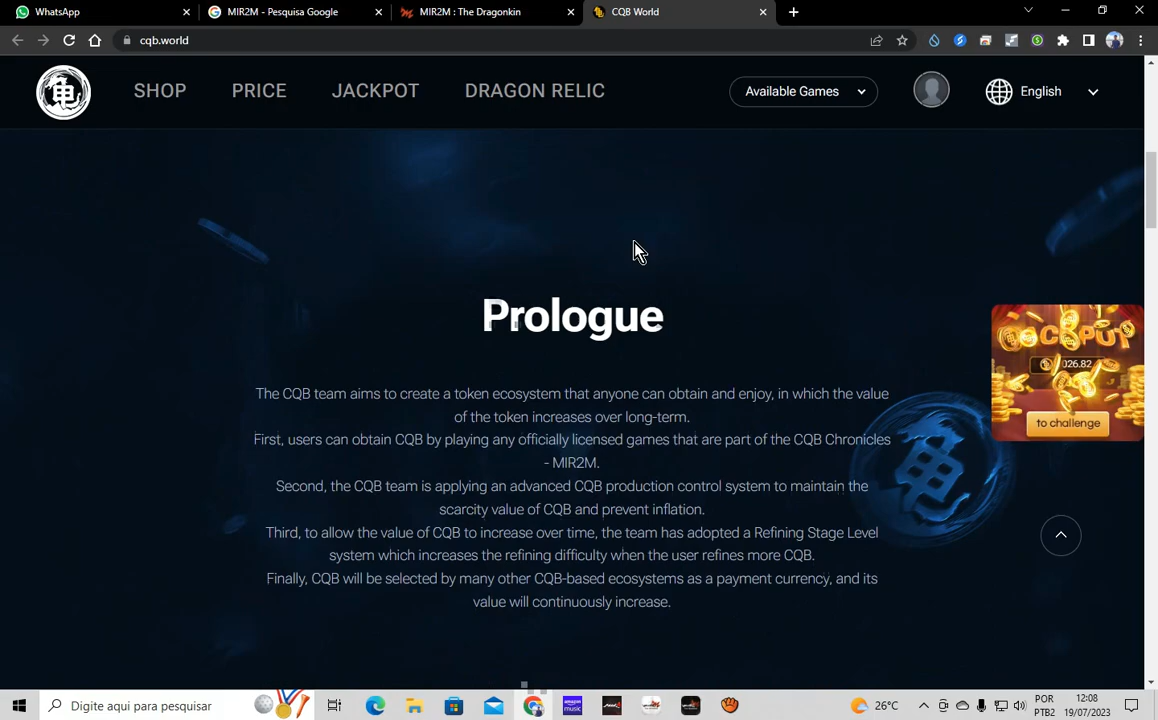 WhatsApp
MIR2M - Pesquisa Google
MIR2M : The Dragonkin
CQB World
cqb.world
龜
SHOP
PRICE
JACKPOT
DRAGON RELIC
Available Games
English
Prologue
The CQB team aims to create a token ecosystem that anyone can obtain and enjoy, in which the value
of the token increases over long-term.
First, users can obtain CQB by playing any officially licensed games that are part of the CQB Chronicles
- MIR2M.
Second, the CQB team is applying an advanced CQB production control system to maintain the
scarcity value of CQB and prevent inflation.
Third, to allow the value of CQB to increase over time, the team has adopted a Refining Stage Level
system which increases the refining difficulty when the user refines more CQB.
Finally, CQB will be selected by many other CQB-based ecosystems as a payment currency, and its
value will continuously increase.
JACKPOT
026.82
to challenge
龜
Digite aqui para pesquisar
amazon
music
26°C
POR
PTB2
12:08
19/07/2023